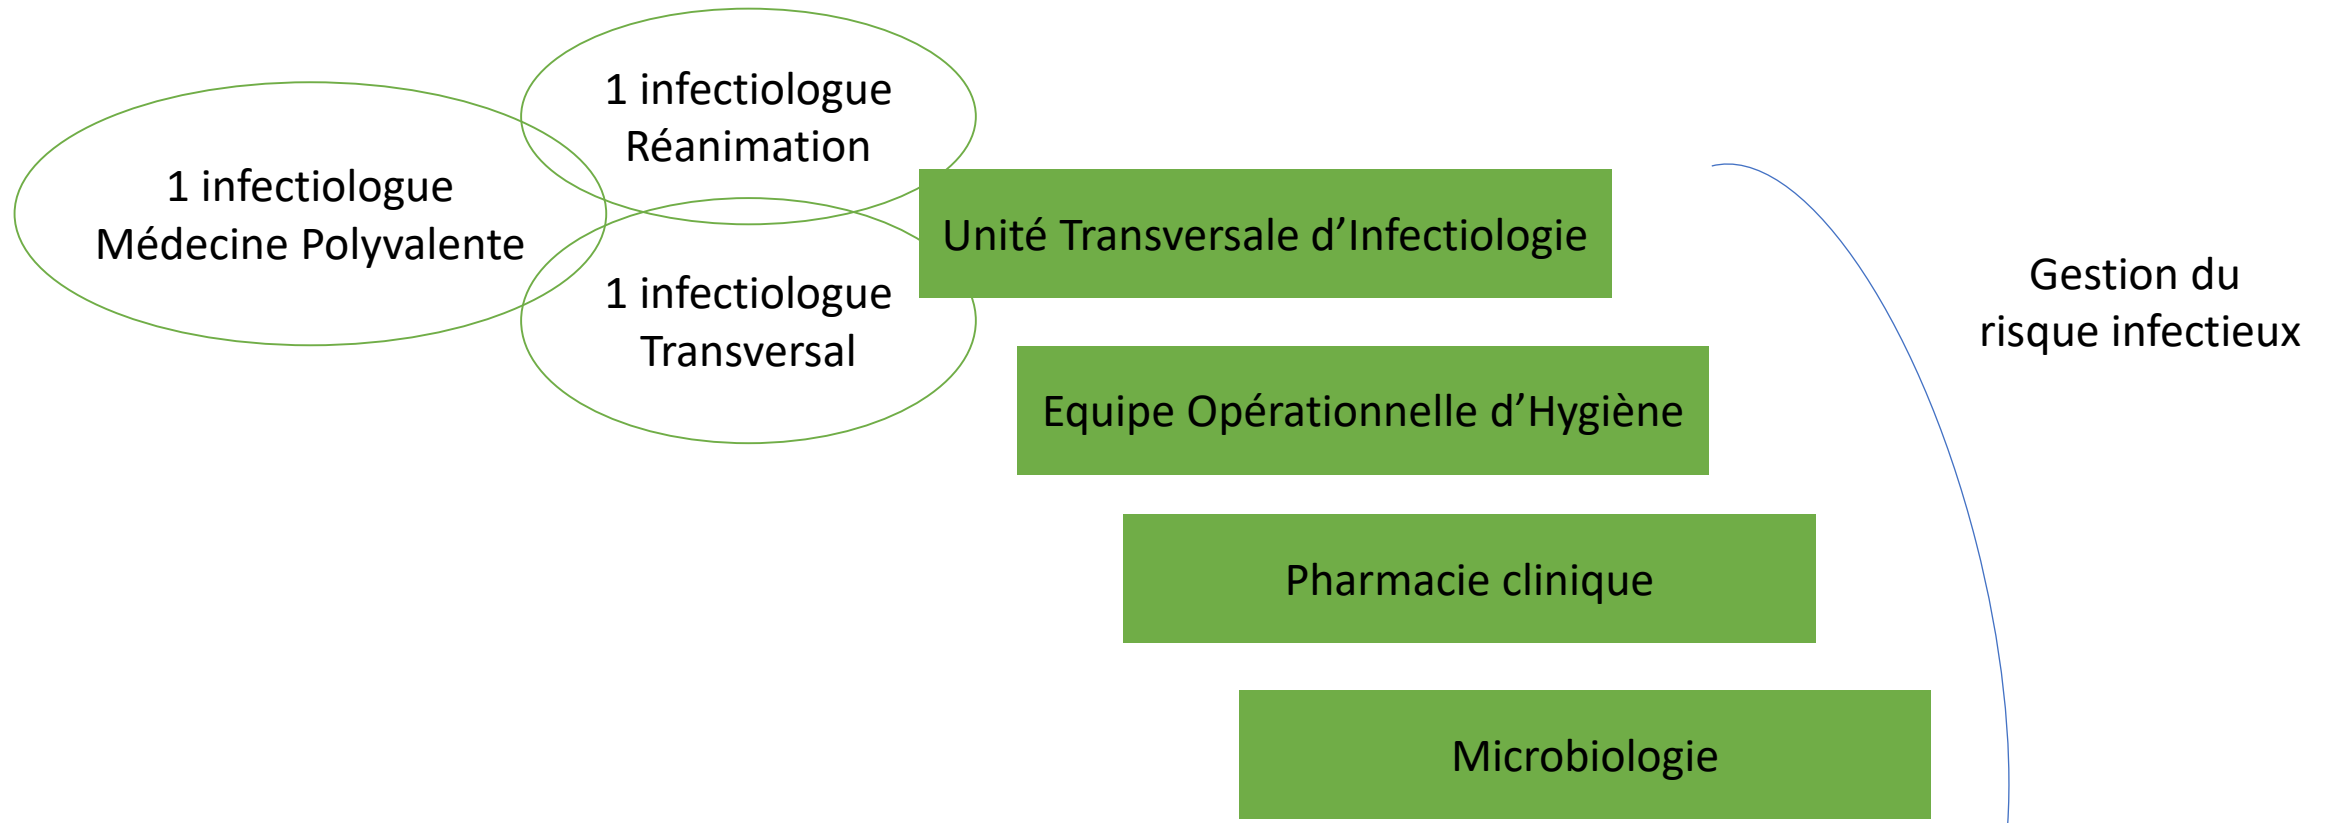 1 infectiologue
Réanimation
1 infectiologue
Médecine Polyvalente
1 infectiologue
Transversal
Unité Transversale d’Infectiologie
Equipe Opérationnelle d’Hygiène
Pharmacie clinique
Microbiologie
Gestion du
risque infectieux